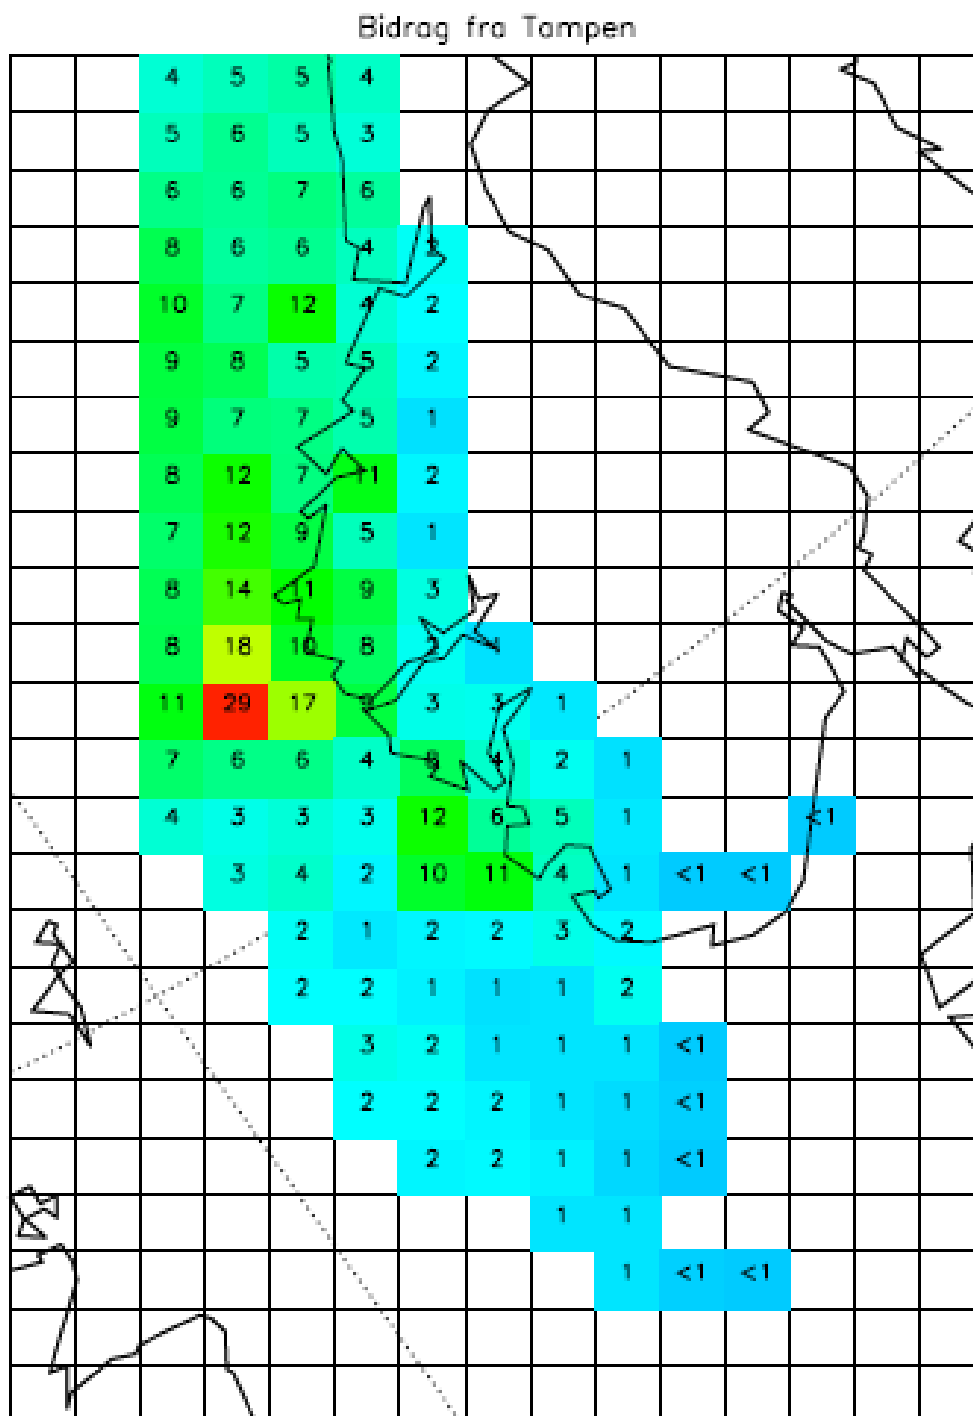 Bidrag fra Tampen
4 5 5 4
5 6 5 3
6 6 7 6
8 6 6 4
10 7 12 4 2
9 8 5 5 2
9 7 7 5 1
8 12 7 11 2
7 12 9 5 1
8 14 11 9 3
8 18 10 8
11 29 17 3 3 1
7 6 6 4 4 2 1
4 3 3 3 12 6 5 1 <1
3 4 2 10 11 4 1 <1 <1
2 1 2 2 3 2
2 2 1 1 1 2
3 2 1 1 1 <1
2 2 2 1 1 <1
2 2 1 1 <1
1 1
1 <1 <1